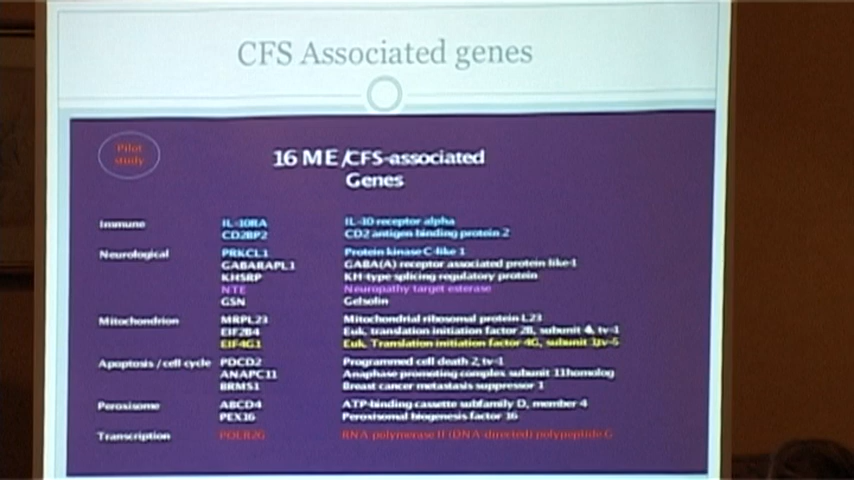 CFS Associated genes
Pilot
study
16 ME/CFS-associated
Genes
Immune IL-10RA IL-10 receptor alpha
CD2BP2 CD2 antigen binding protein 2
Neurological PRKCL1 Protein kinase C-like 1
GABARAPL1 GABA(A) receptor associated protein like-1
KHSRP KH-type splicing regulatory protein
NTE Neuropathy target esterase
GSN Gelsolin
Mitochondrion MRPL23 Mitochondrial ribosomal protein L23
EIF2B4 Euk. translation initiation factor 2B, subunit 4, tv-1
EIF4G1 Euk. Translation initiation factor 4G, subunit 1,tv-5
Apoptosis / cell cycle PDCD2 Programmed cell death 2, tv-1
ANAPC11 Anaphase promoting complex subunit 11homolog
BRMS1 Breast cancer metastasis suppressor 1
Peroxisome ABCD4 ATP-binding cassette subfamily D, member 4
PEX16 Peroxisomal biogenesis factor 16
Transcription POLR2G RNA polymerase II (DNA-directed) polypeptide G